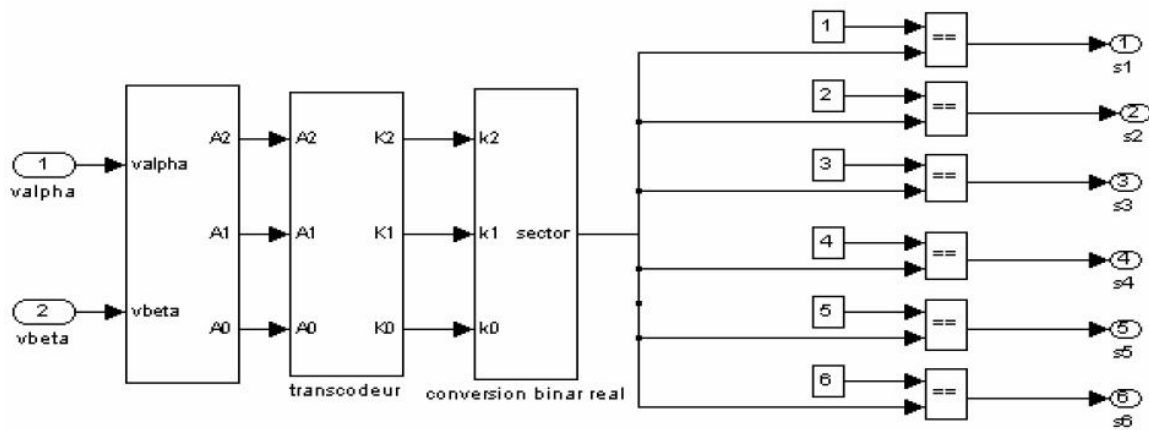 1
valpha
2
vbeta
valpha
vbeta
A2
A1
A0
A2
A1
A0
K2
K1
K0
transcodeur
k2
k1
k0
sector
conversion binar real
1
==
1
s1
2
==
2
s2
3
==
3
s3
4
==
4
s4
5
==
5
s5
6
==
6
s6